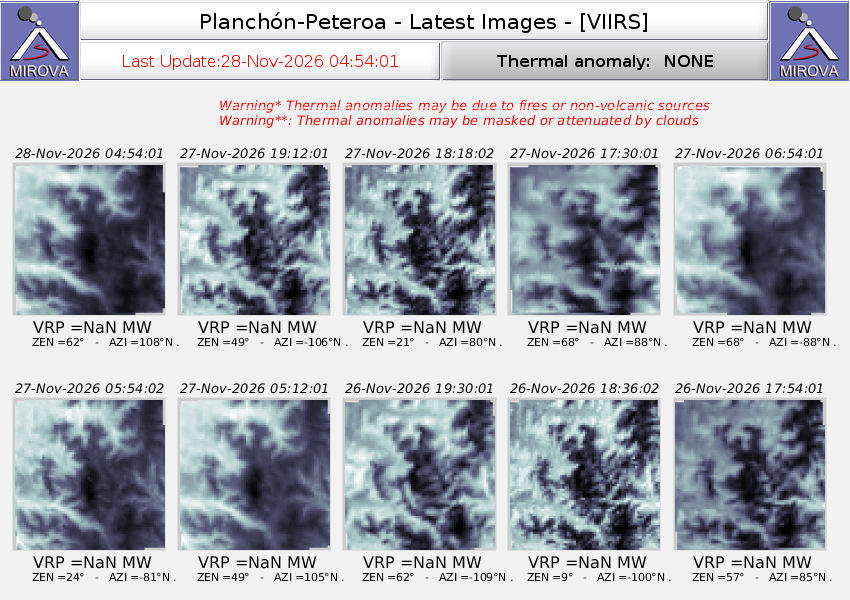 Planchón-Peteroa - Latest Images - [VIIRS]
MIROVA
Last Update:28-Nov-2026 04:54:01
Thermal anomaly: NONE
MIROVA
Warning* Thermal anomalies may be due to fires or non-volcanic sources
Warning**: Thermal anomalies may be masked or attenuated by clouds
28-Nov-2026 04:54:01 27-Nov-2026 19:12:01 27-Nov-2026 18:18:02 27-Nov-2026 17:30:01 27-Nov-2026 06:54:01
VRP =NaN MW VRP =NaN MW VRP =NaN MW VRP =NaN MW VRP =NaN MW
ZEN =62° - AZI =108°N . ZEN =49° - AZI =-106°N . ZEN =21° - AZI =80°N . ZEN =68° - AZI =88°N . ZEN =68° - AZI =-88°N .
27-Nov-2026 05:54:02 27-Nov-2026 05:12:01 26-Nov-2026 19:30:01 26-Nov-2026 18:36:02 26-Nov-2026 17:54:01
VRP =NaN MW VRP =NaN MW VRP =NaN MW VRP =NaN MW VRP =NaN MW
ZEN =24° - AZI =-81°N . ZEN =49° - AZI =105°N . ZEN =62° - AZI =-109°N . ZEN =9° - AZI =-100°N . ZEN =57° - AZI =85°N .